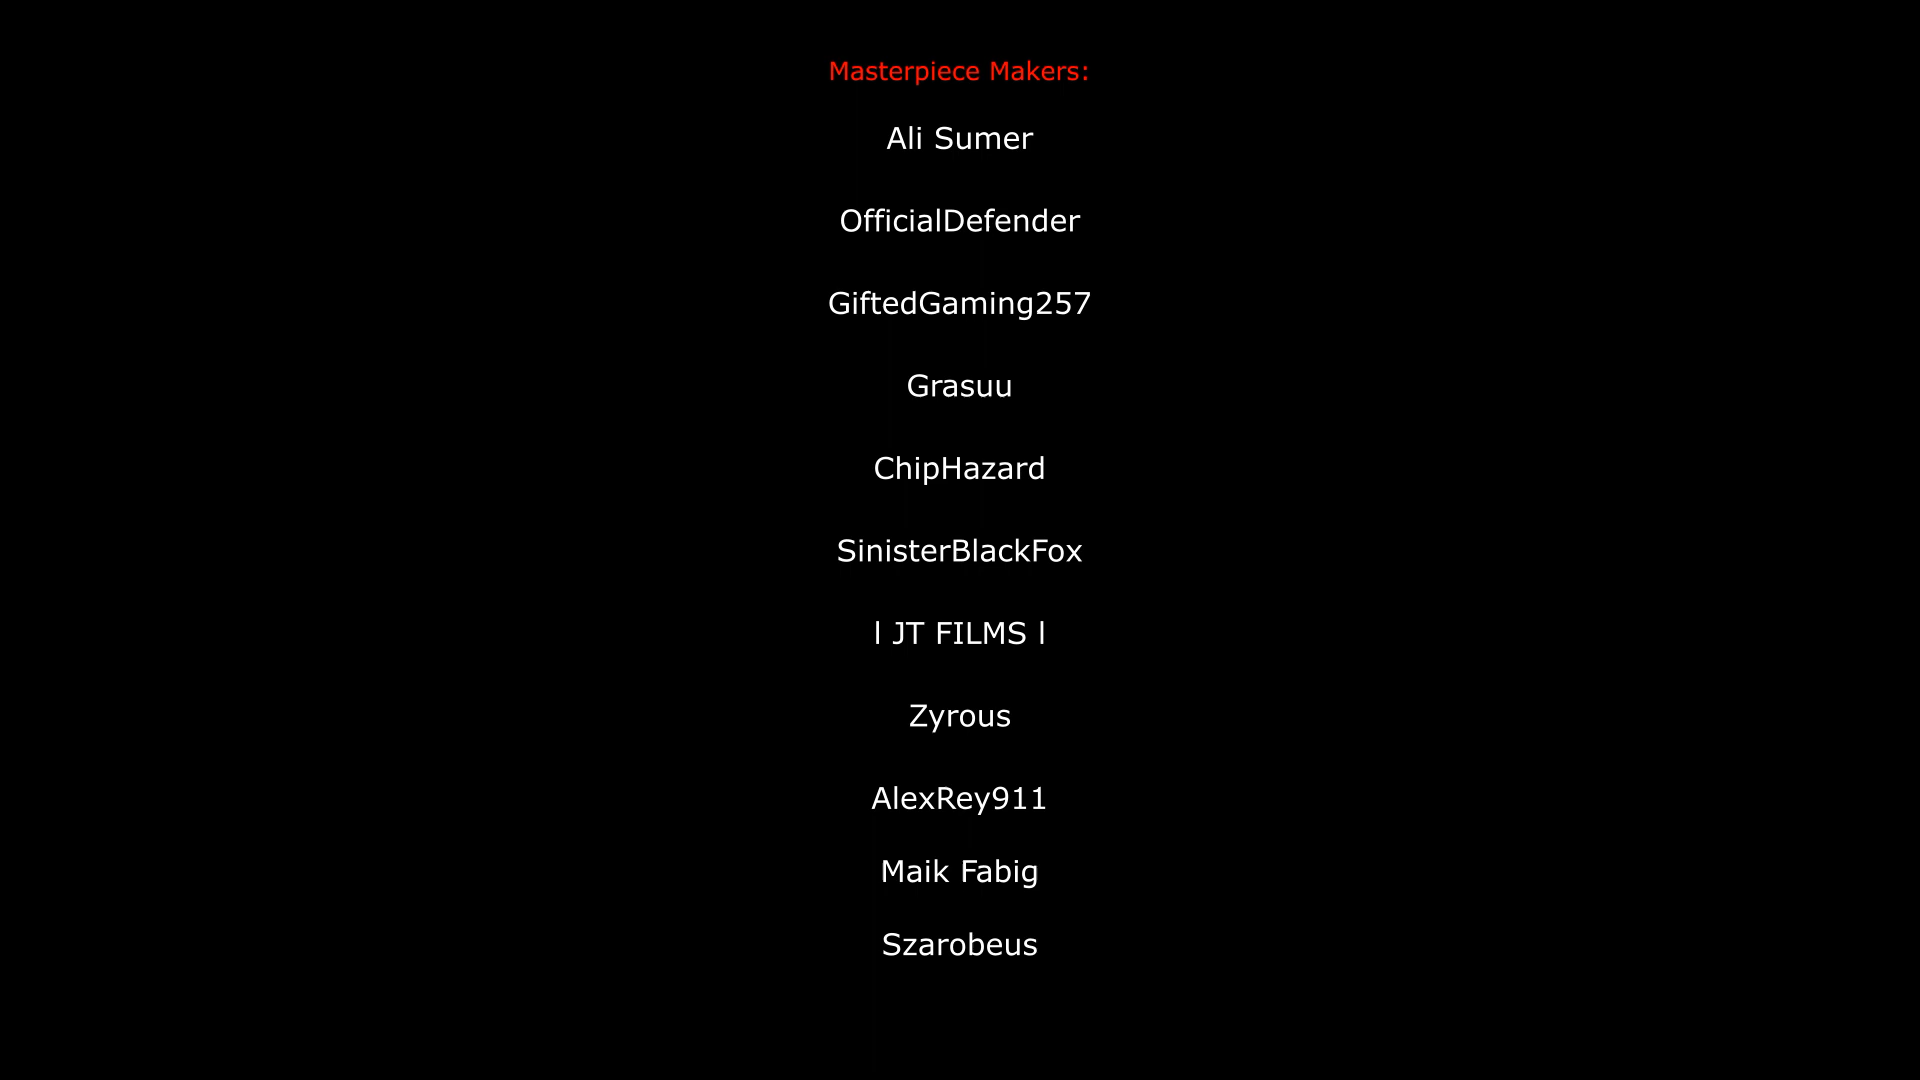 Masterpiece Makers:
Ali Sumer
OfficialDefender
GiftedGaming257
Grasuu
ChipHazard
SinisterBlackFox
l JT FILMS l
Zyrous
AlexRey911
Maik Fabig
Szarobeus